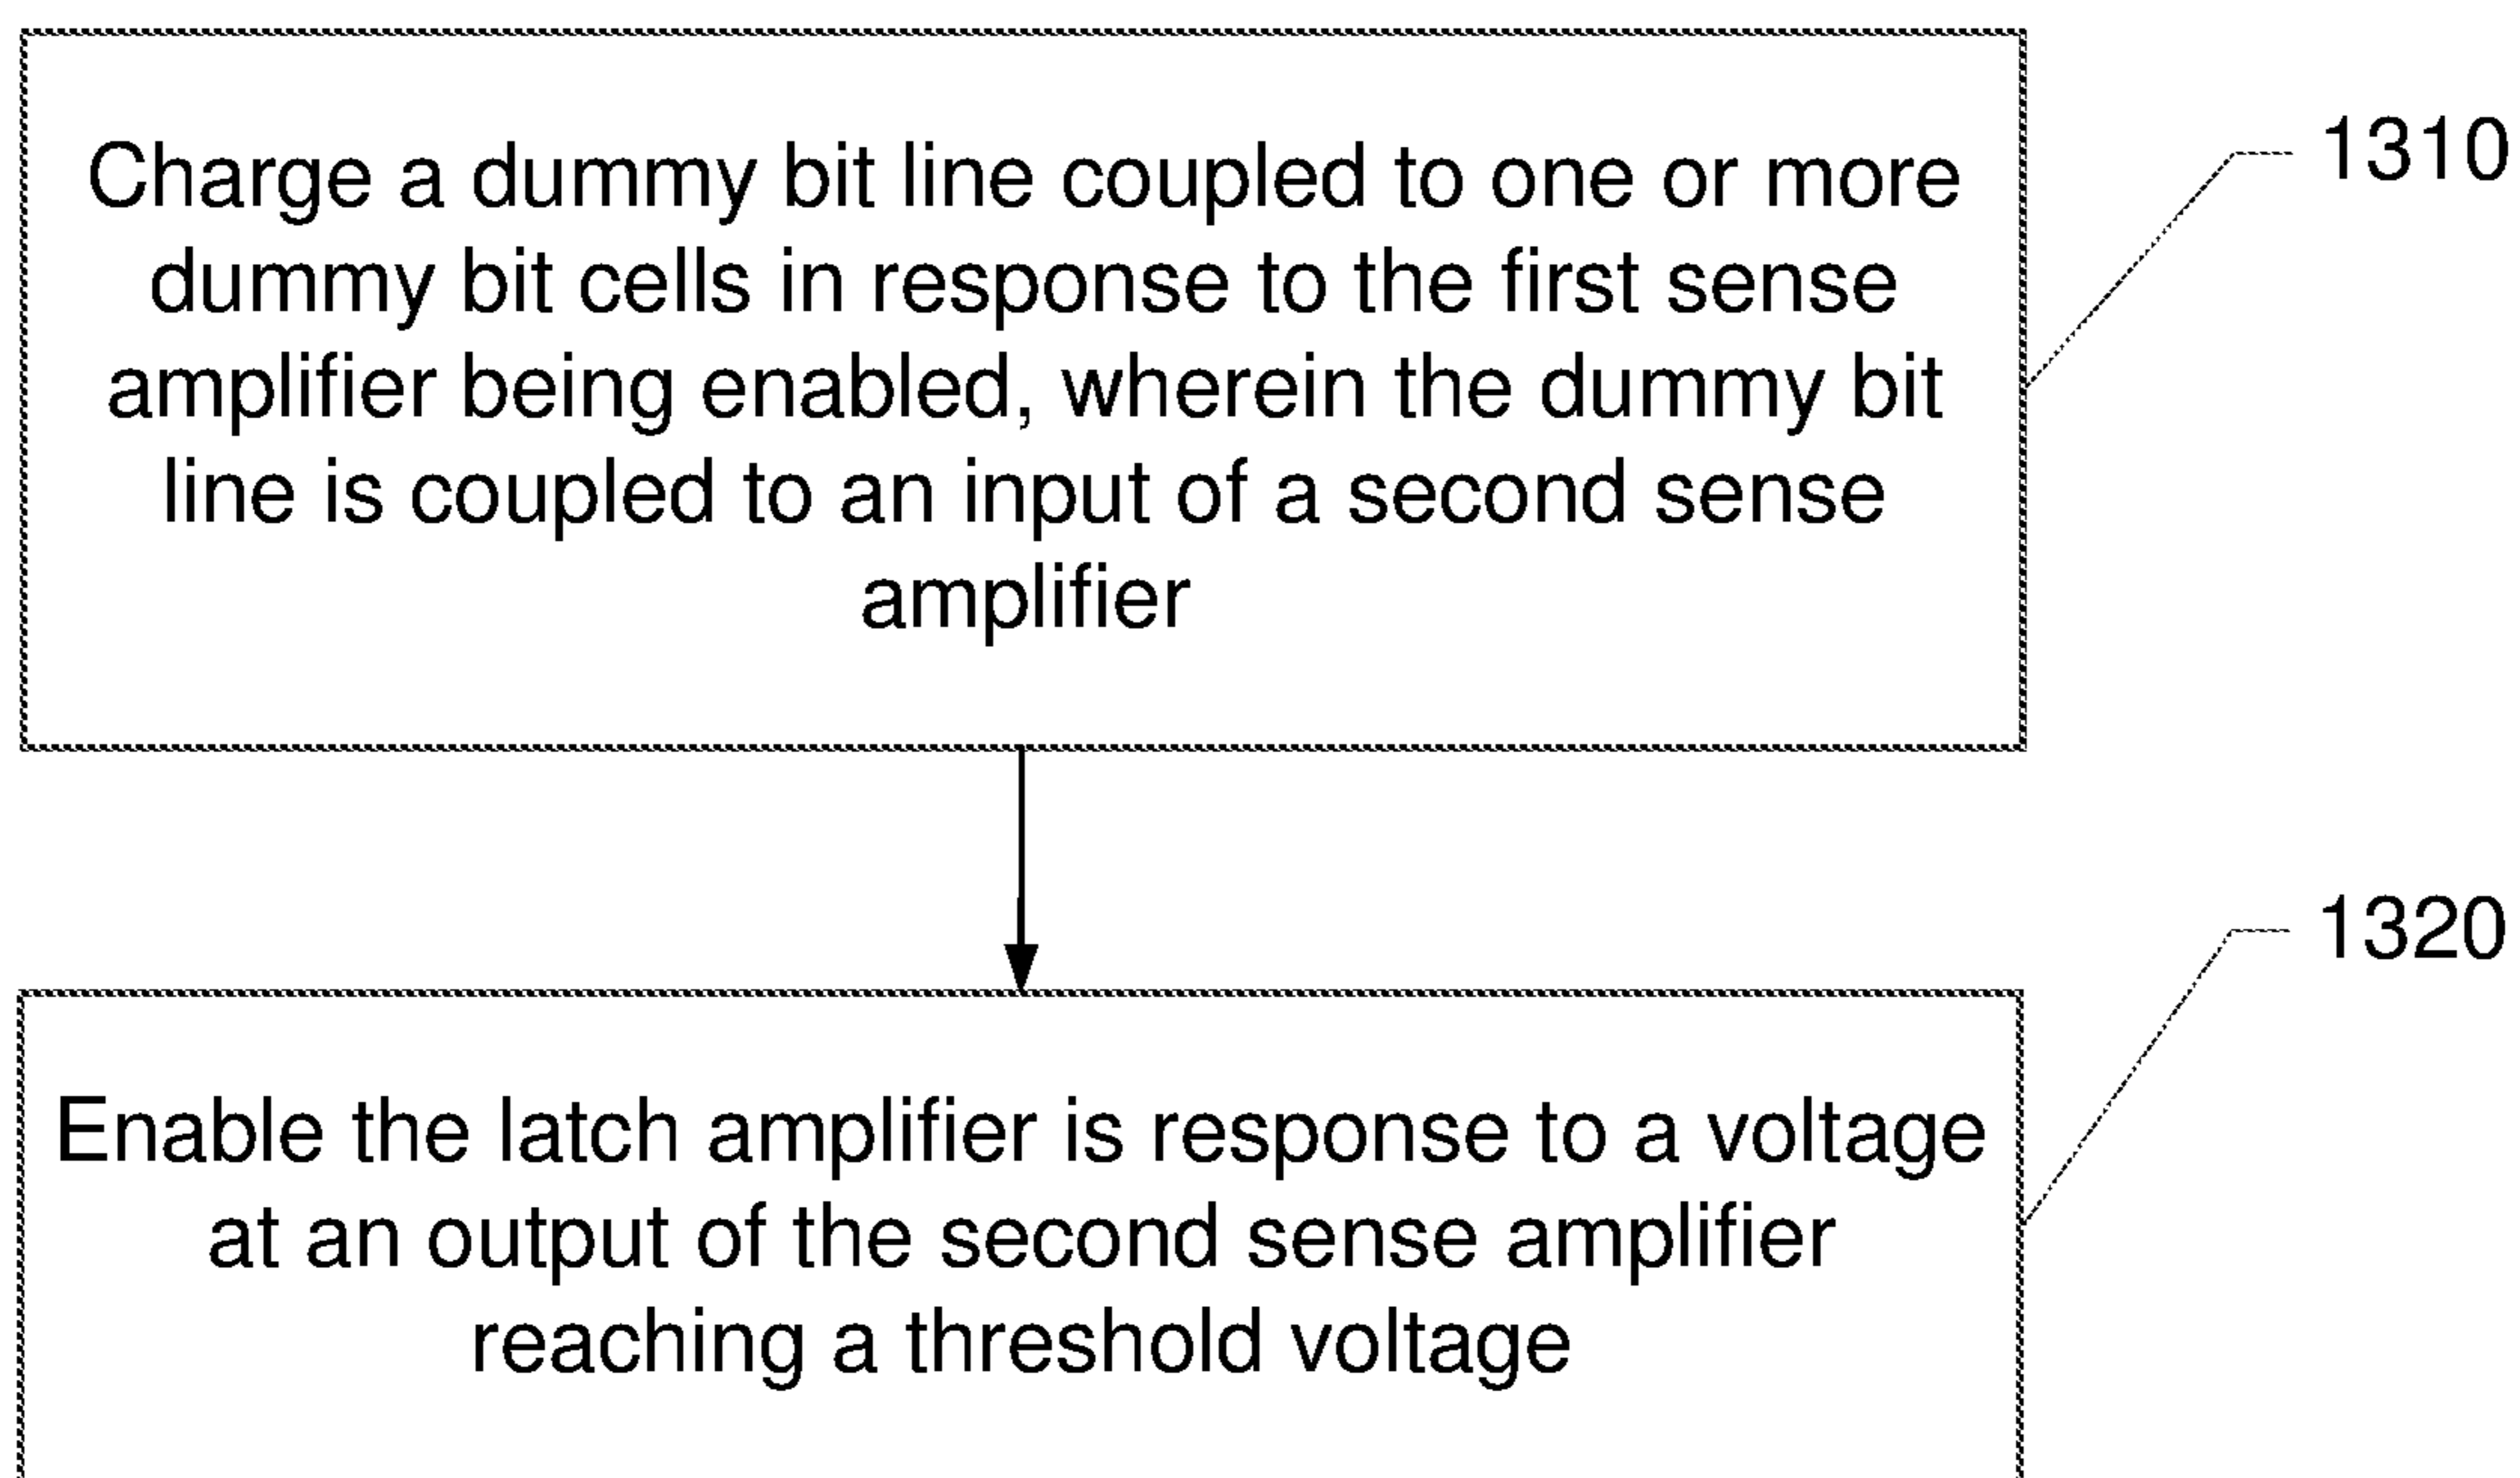 Charge a dummy bit line coupled to one or more
dummy bit cells in response to the first sense
amplifier being enabled, wherein the dummy bit
line is coupled to an input of a second sense
amplifier
1310
Enable the latch amplifier is response to a voltage
at an output of the second sense amplifier
reaching a threshold voltage
1320